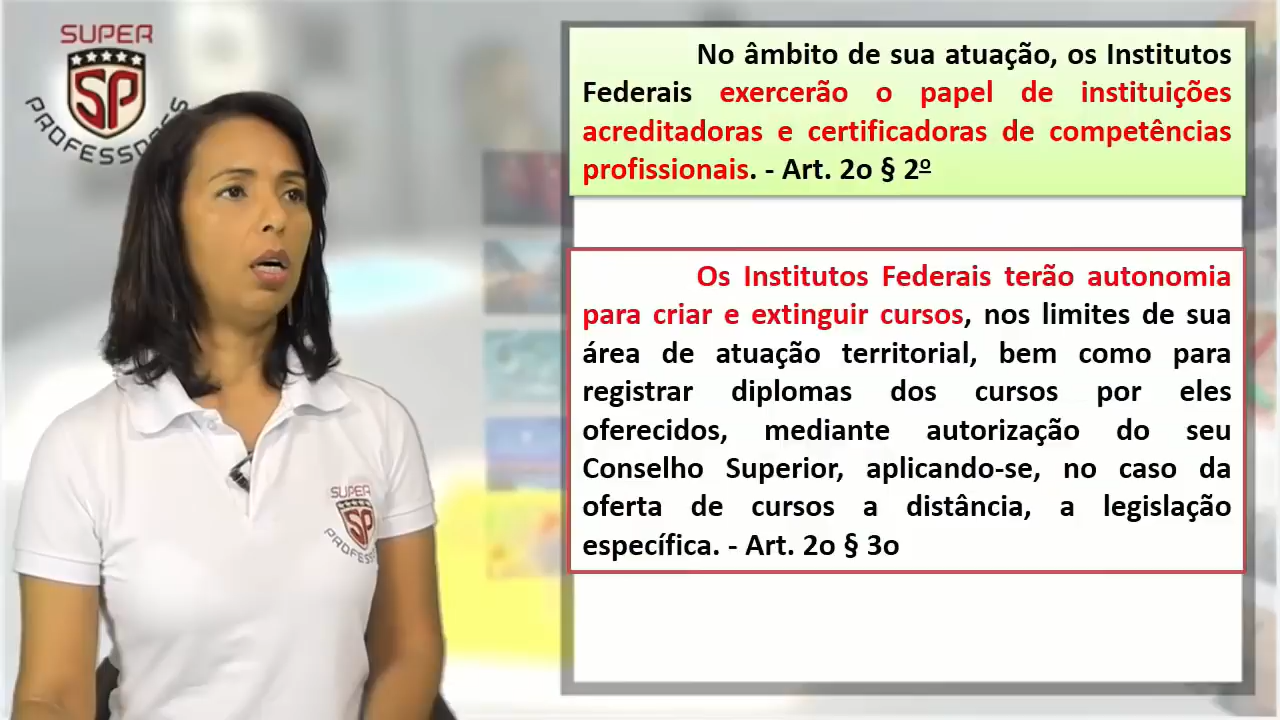 SUPER
SP
PROFESSORES
No âmbito de sua atuação, os Institutos
Federais exercerão o papel de instituições
acreditadoras e certificadoras de competências
profissionais. - Art. 2o § 2º
Os Institutos Federais terão autonomia
para criar e extinguir cursos, nos limites de sua
área de atuação territorial, bem como para
registrar diplomas dos cursos por eles
oferecidos, mediante autorização do seu
Conselho Superior, aplicando-se, no caso da
oferta de cursos a distância, a legislação
específica. - Art. 2o § 3o
SUPER
SP
PROFESS